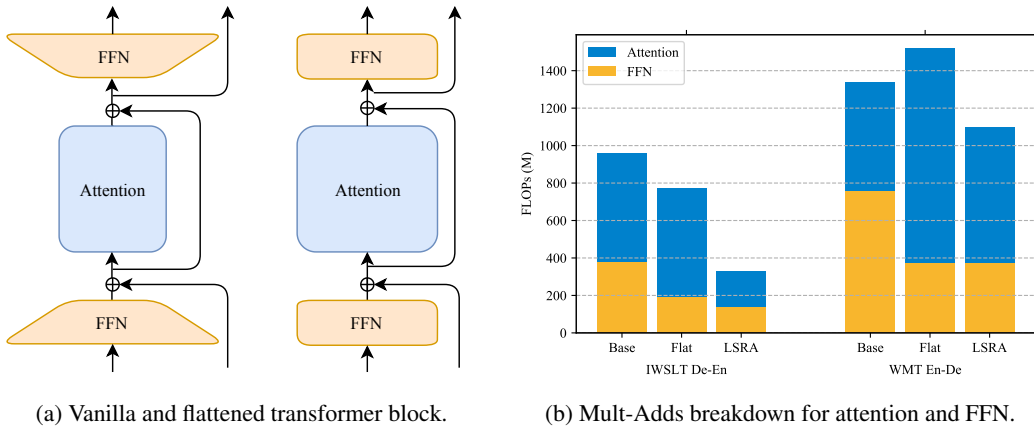 FFN
Attention
FFN
FFN
Attention
FFN
(a) Vanilla and flattened transformer block.
Attention
FFN
FLOPs (M)
1400
1200
1000
800
600
400
200
0
Base Flat LSRA Base Flat LSRA
IWSLT De-En WMT En-De
(b) Mult-Adds breakdown for attention and FFN.